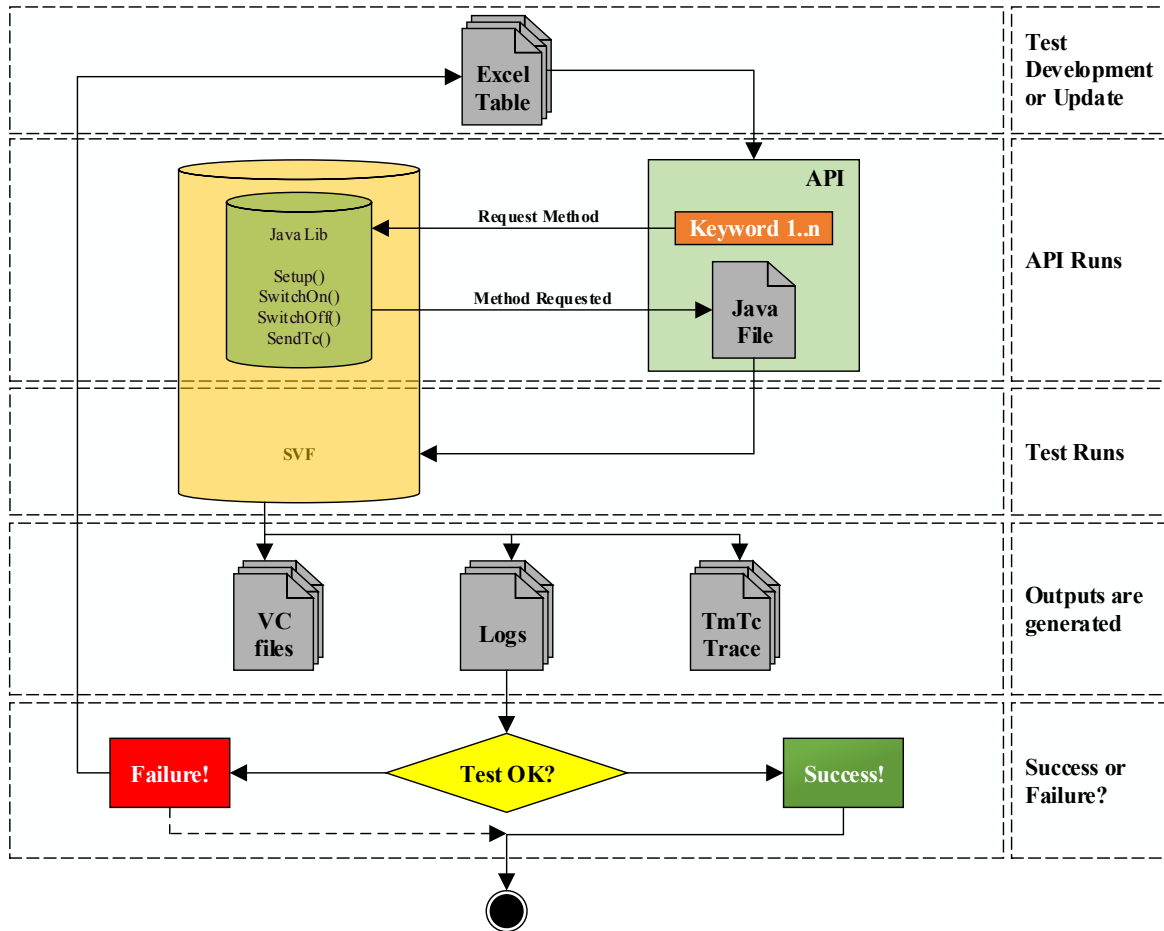 Excel
Table
Test
Development
or Update
API
Keyword 1..n
Request Method
Java Lib
Setup()
SwitchOn()
SwitchOff()
SendTc()
Method Requested
Java
File
API Runs
SVF
Test Runs
VC
files
Logs
TmTc
Trace
Outputs are
generated
Failure!
Test OK?
Success!
Success or
Failure?